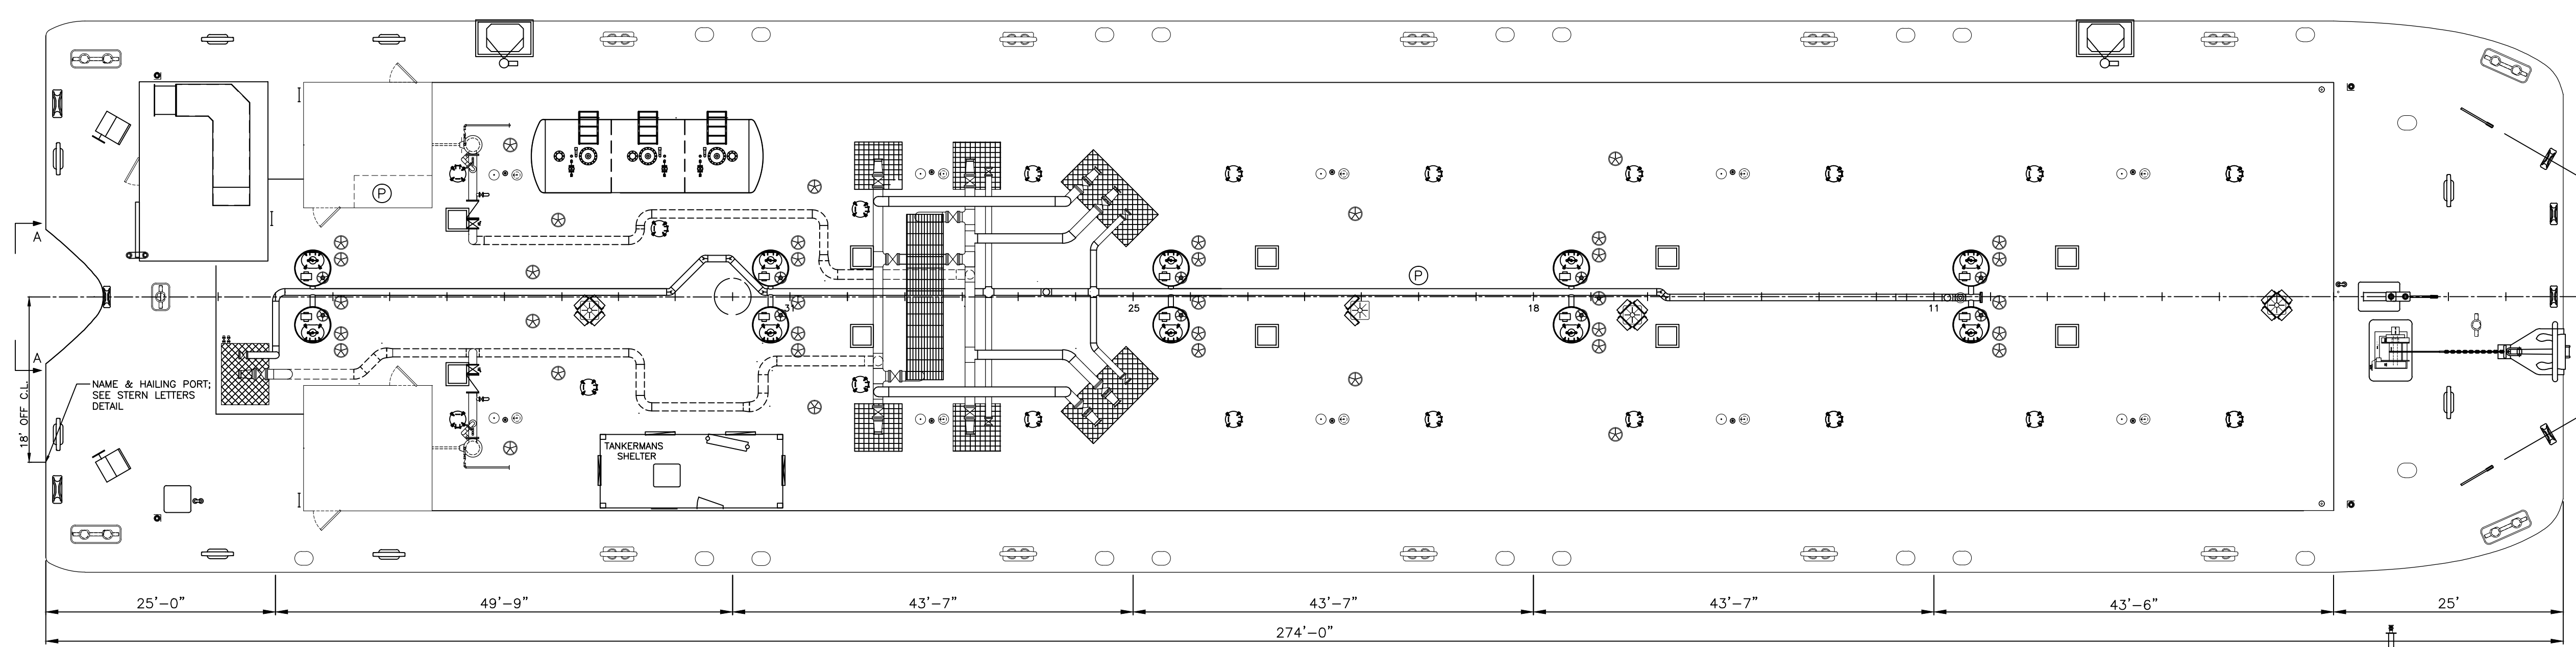 P
A
A
31
25
P
18
11
18' OFF C.L.
NAME & HAILING PORT;
SEE STERN LETTERS
DETAIL
TANKERMANS
SHELTER
25'-0"
49'-9"
43'-7"
43'-7"
43'-7"
43'-6"
25'
274'-0"